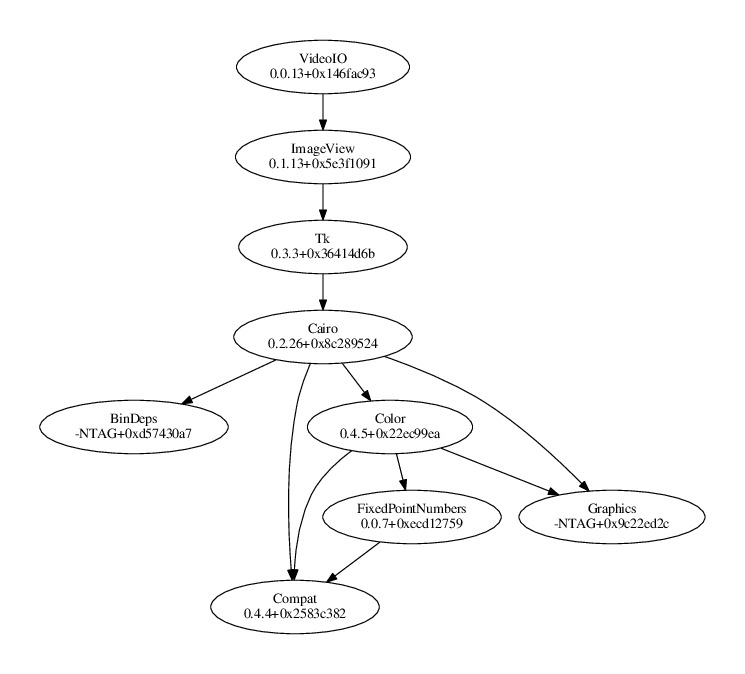 VideoIO
0.0.13+0x146fac93
ImageView
0.1.13+0x5e3f1091
Tk
0.3.3+0x36414d6b
Cairo
0.2.26+0x8c289524
BinDeps
-NTAG+0xd57430a7
Color
0.4.5+0x22ec99ea
FixedPointNumbers
0.0.7+0xecd12759
Graphics
-NTAG+0x9c22ed2c
Compat
0.4.4+0x2583c382